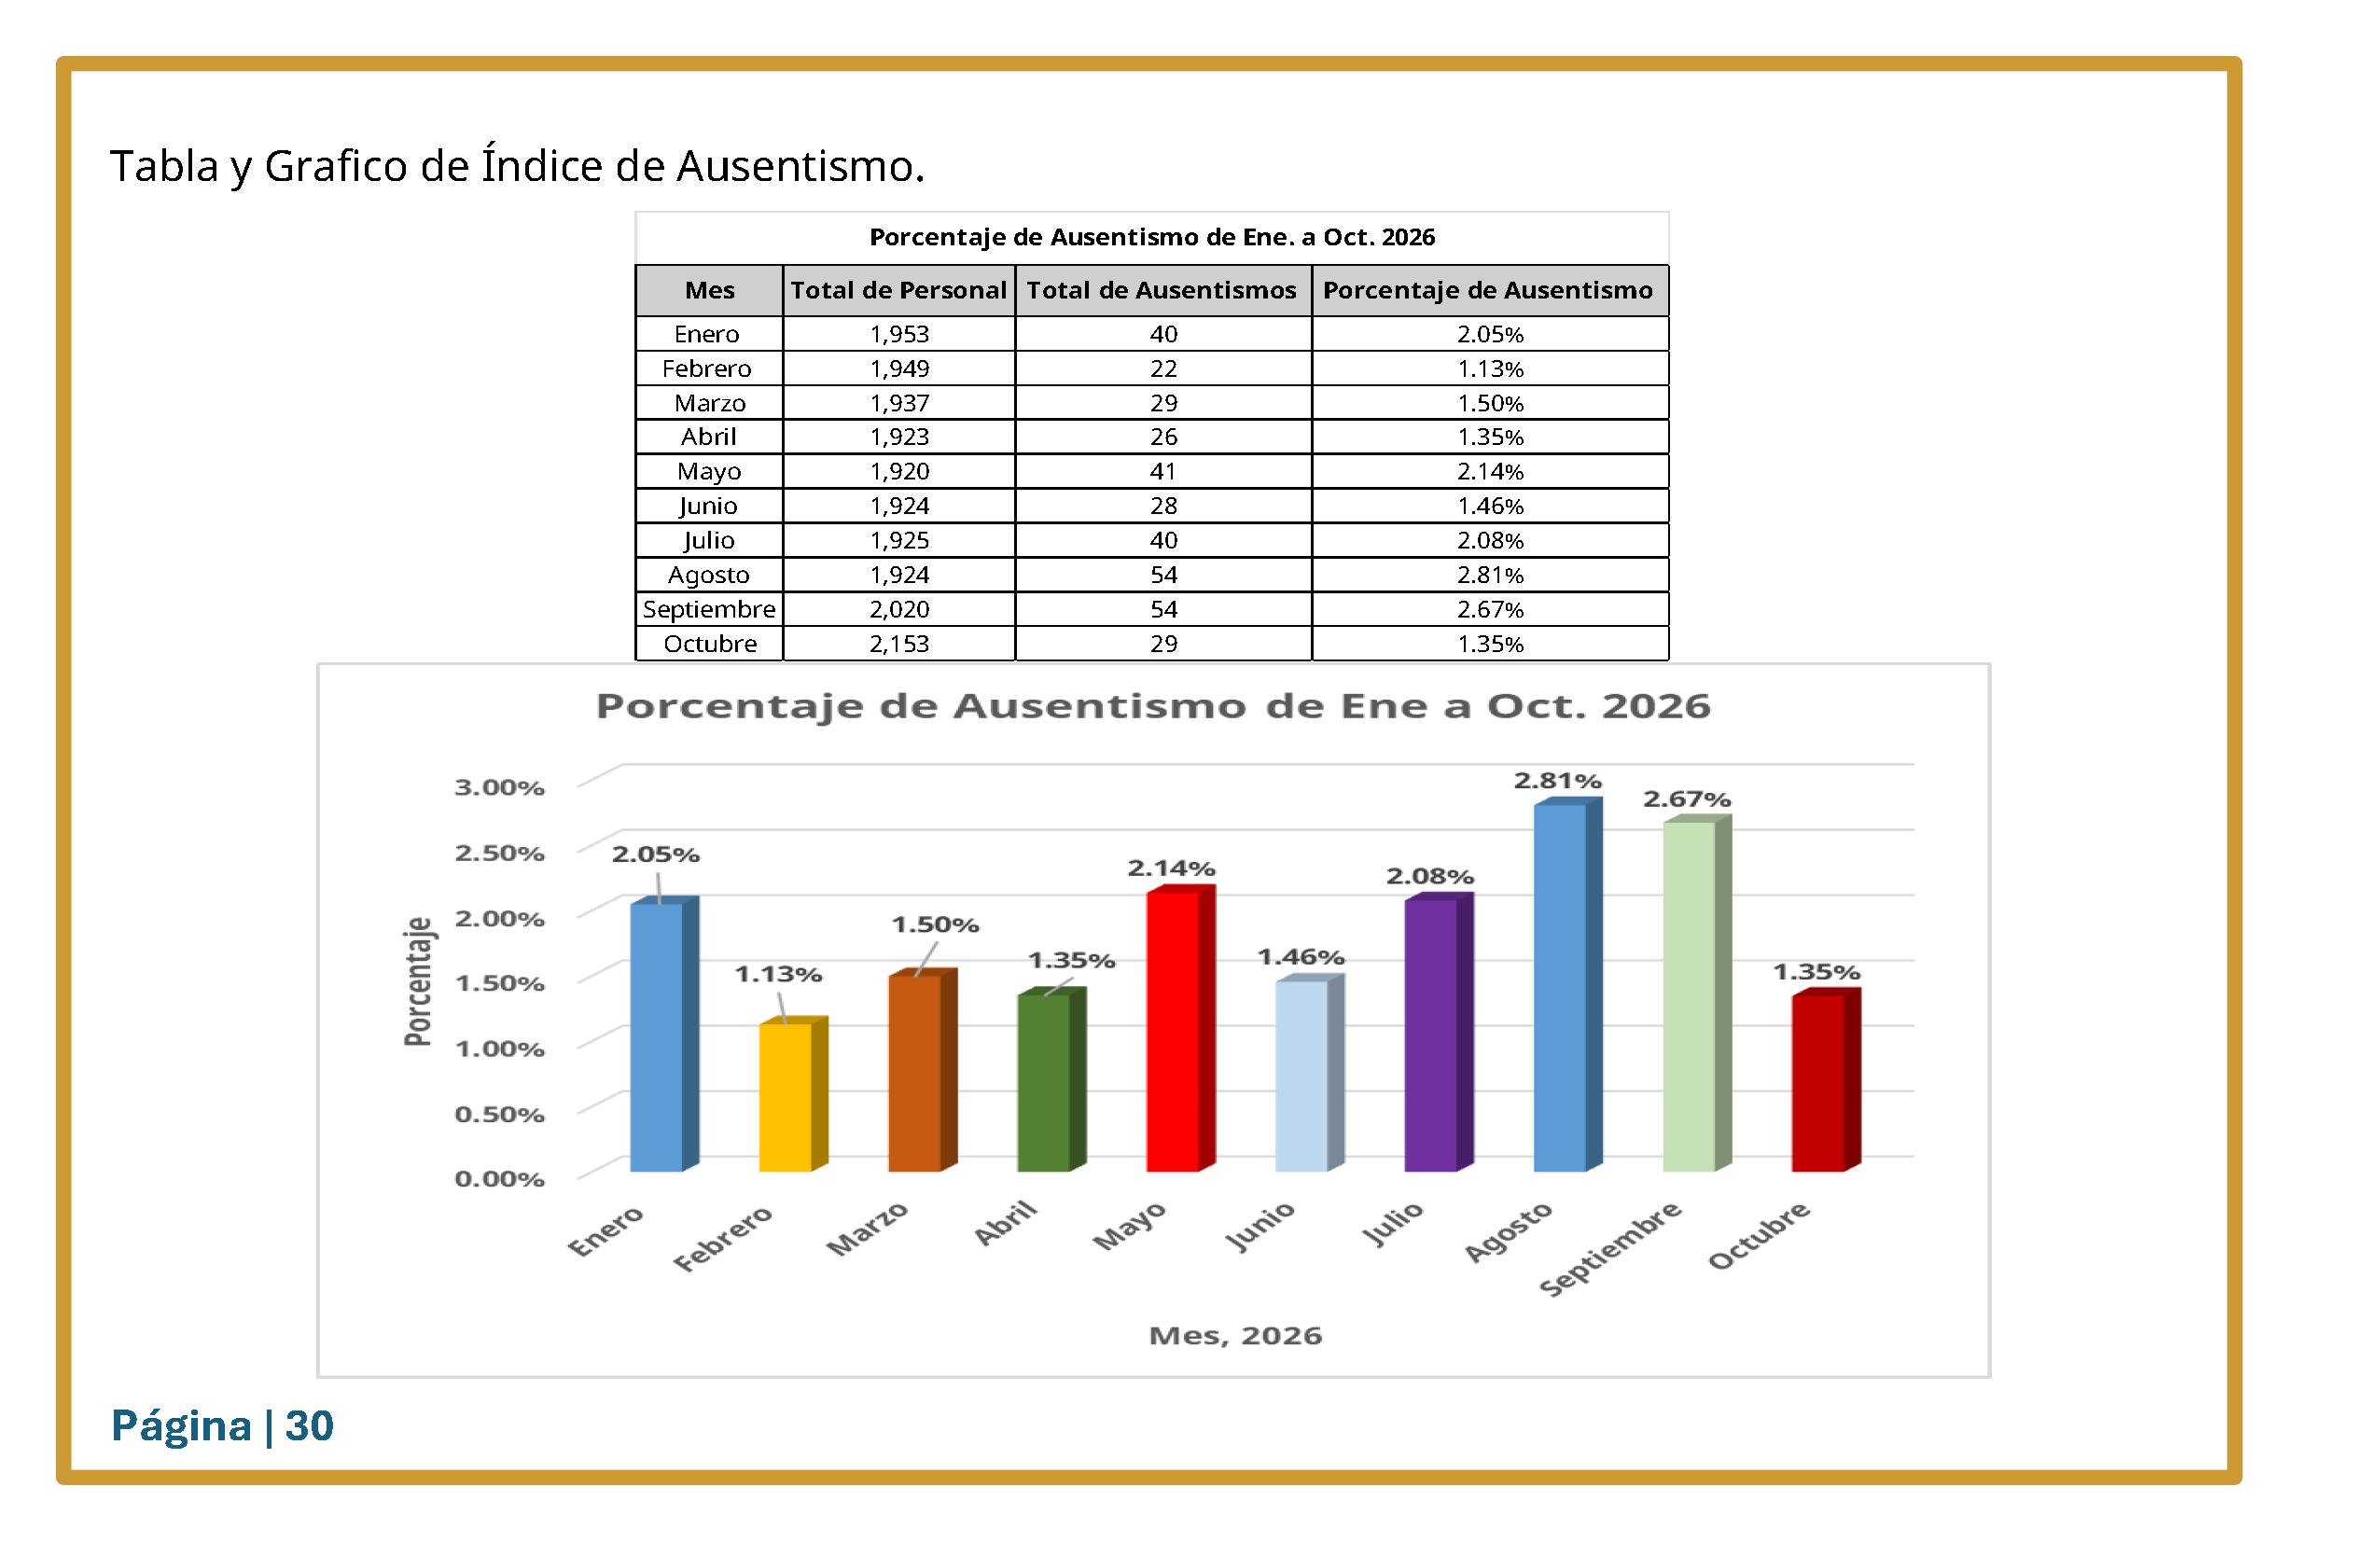 Tabla y Grafico de Índice de Ausentismo.
Porcentaje de Ausentismo de Ene. a Oct. 2026
Mes Total de Personal Total de Ausentismos Porcentaje de Ausentismo
Enero 1,953 40 2.05%
Febrero 1,949 22 1.13%
Marzo 1,937 29 1.50%
Abril 1,923 26 1.35%
Mayo 1,920 41 2.14%
Junio 1,924 28 1.46%
Julio 1,925 40 2.08%
Agosto 1,924 54 2.81%
Septiembre 2,020 54 2.67%
Octubre 2,153 29 1.35%
Porcentaje de Ausentismo de Ene a Oct. 2026
Porcentaje
3.00%
2.50%
2.00%
1.50%
1.00%
0.50%
0.00%
2.05%
1.13%
1.50%
1.35%
2.14%
1.46%
2.08%
2.81%
2.67%
1.35%
Enero
Febrero
Marzo
Abril
Mayo
Junio
Julio
Agosto
Septiembre
Octubre
Mes, 2026
Página | 30